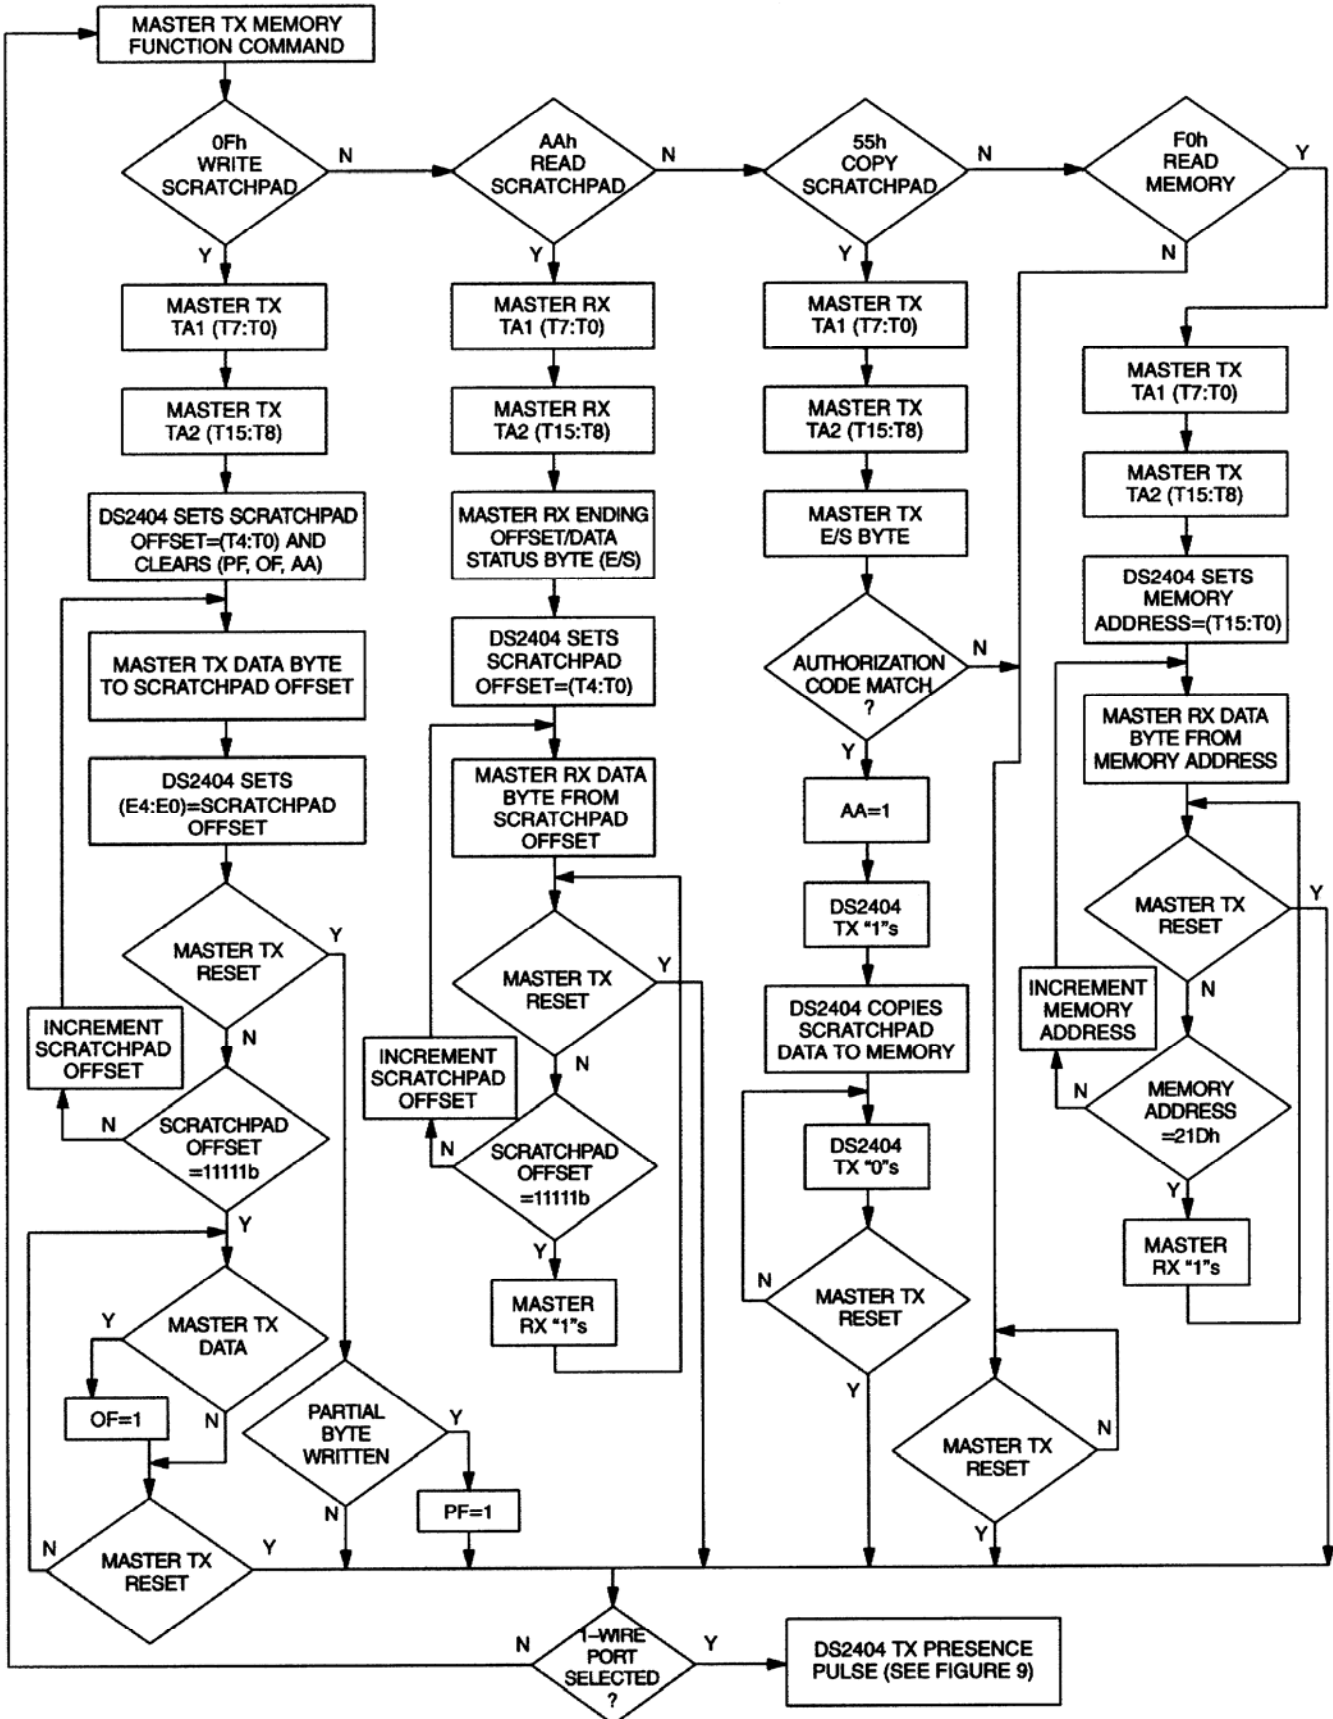 MASTER TX MEMORY
FUNCTION COMMAND
0Fh
WRITE
SCRATCHPAD
N
Y
AAh
READ
SCRATCHPAD
N
Y
55h
COPY
SCRATCHPAD
N
Y
F0h
READ
MEMORY
Y
N
MASTER TX
TA1 (T7:T0)
MASTER TX
TA2 (T15:T8)
DS2404 SETS SCRATCHPAD
OFFSET=(T4:T0) AND
CLEARS (PF, OF, AA)
MASTER TX DATA BYTE
TO SCRATCHPAD OFFSET
DS2404 SETS
(E4:E0)=SCRATCHPAD
OFFSET
MASTER TX
RESET
Y
N
INCREMENT
SCRATCHPAD
OFFSET
N
SCRATCHPAD
OFFSET
=11111b
Y
MASTER TX
DATA
Y
N
OF=1
MASTER TX
RESET
N
Y
PARTIAL
BYTE
WRITTEN
Y
N
PF=1
MASTER RX
TA1 (T7:T0)
MASTER RX
TA2 (T15:T8)
MASTER RX ENDING
OFFSET/DATA
STATUS BYTE (E/S)
DS2404 SETS
SCRATCHPAD
OFFSET=(T4:T0)
MASTER RX DATA
BYTE FROM
SCRATCHPAD
OFFSET
MASTER TX
RESET
Y
N
INCREMENT
SCRATCHPAD
OFFSET
N
SCRATCHPAD
OFFSET
=11111b
Y
MASTER
RX "1"s
MASTER TX
TA1 (T7:T0)
MASTER TX
TA2 (T15:T8)
MASTER TX
E/S BYTE
AUTHORIZATION
CODE MATCH
?
N
Y
AA=1
DS2404
TX "1"s
DS2404 COPIES
SCRATCHPAD
DATA TO MEMORY
DS2404
TX "0"s
MASTER TX
RESET
N
Y
MASTER TX
TA1 (T7:T0)
MASTER TX
TA2 (T15:T8)
DS2404 SETS
MEMORY
ADDRESS=(T15:T0)
MASTER RX DATA
BYTE FROM
MEMORY ADDRESS
MASTER TX
RESET
Y
N
INCREMENT
MEMORY
ADDRESS
N
MEMORY
ADDRESS
=21Dh
Y
MASTER
RX "1"s
MASTER TX
RESET
N
Y
1–WIRE
PORT
SELECTED
?
N
Y
DS2404 TX PRESENCE
PULSE (SEE FIGURE 9)